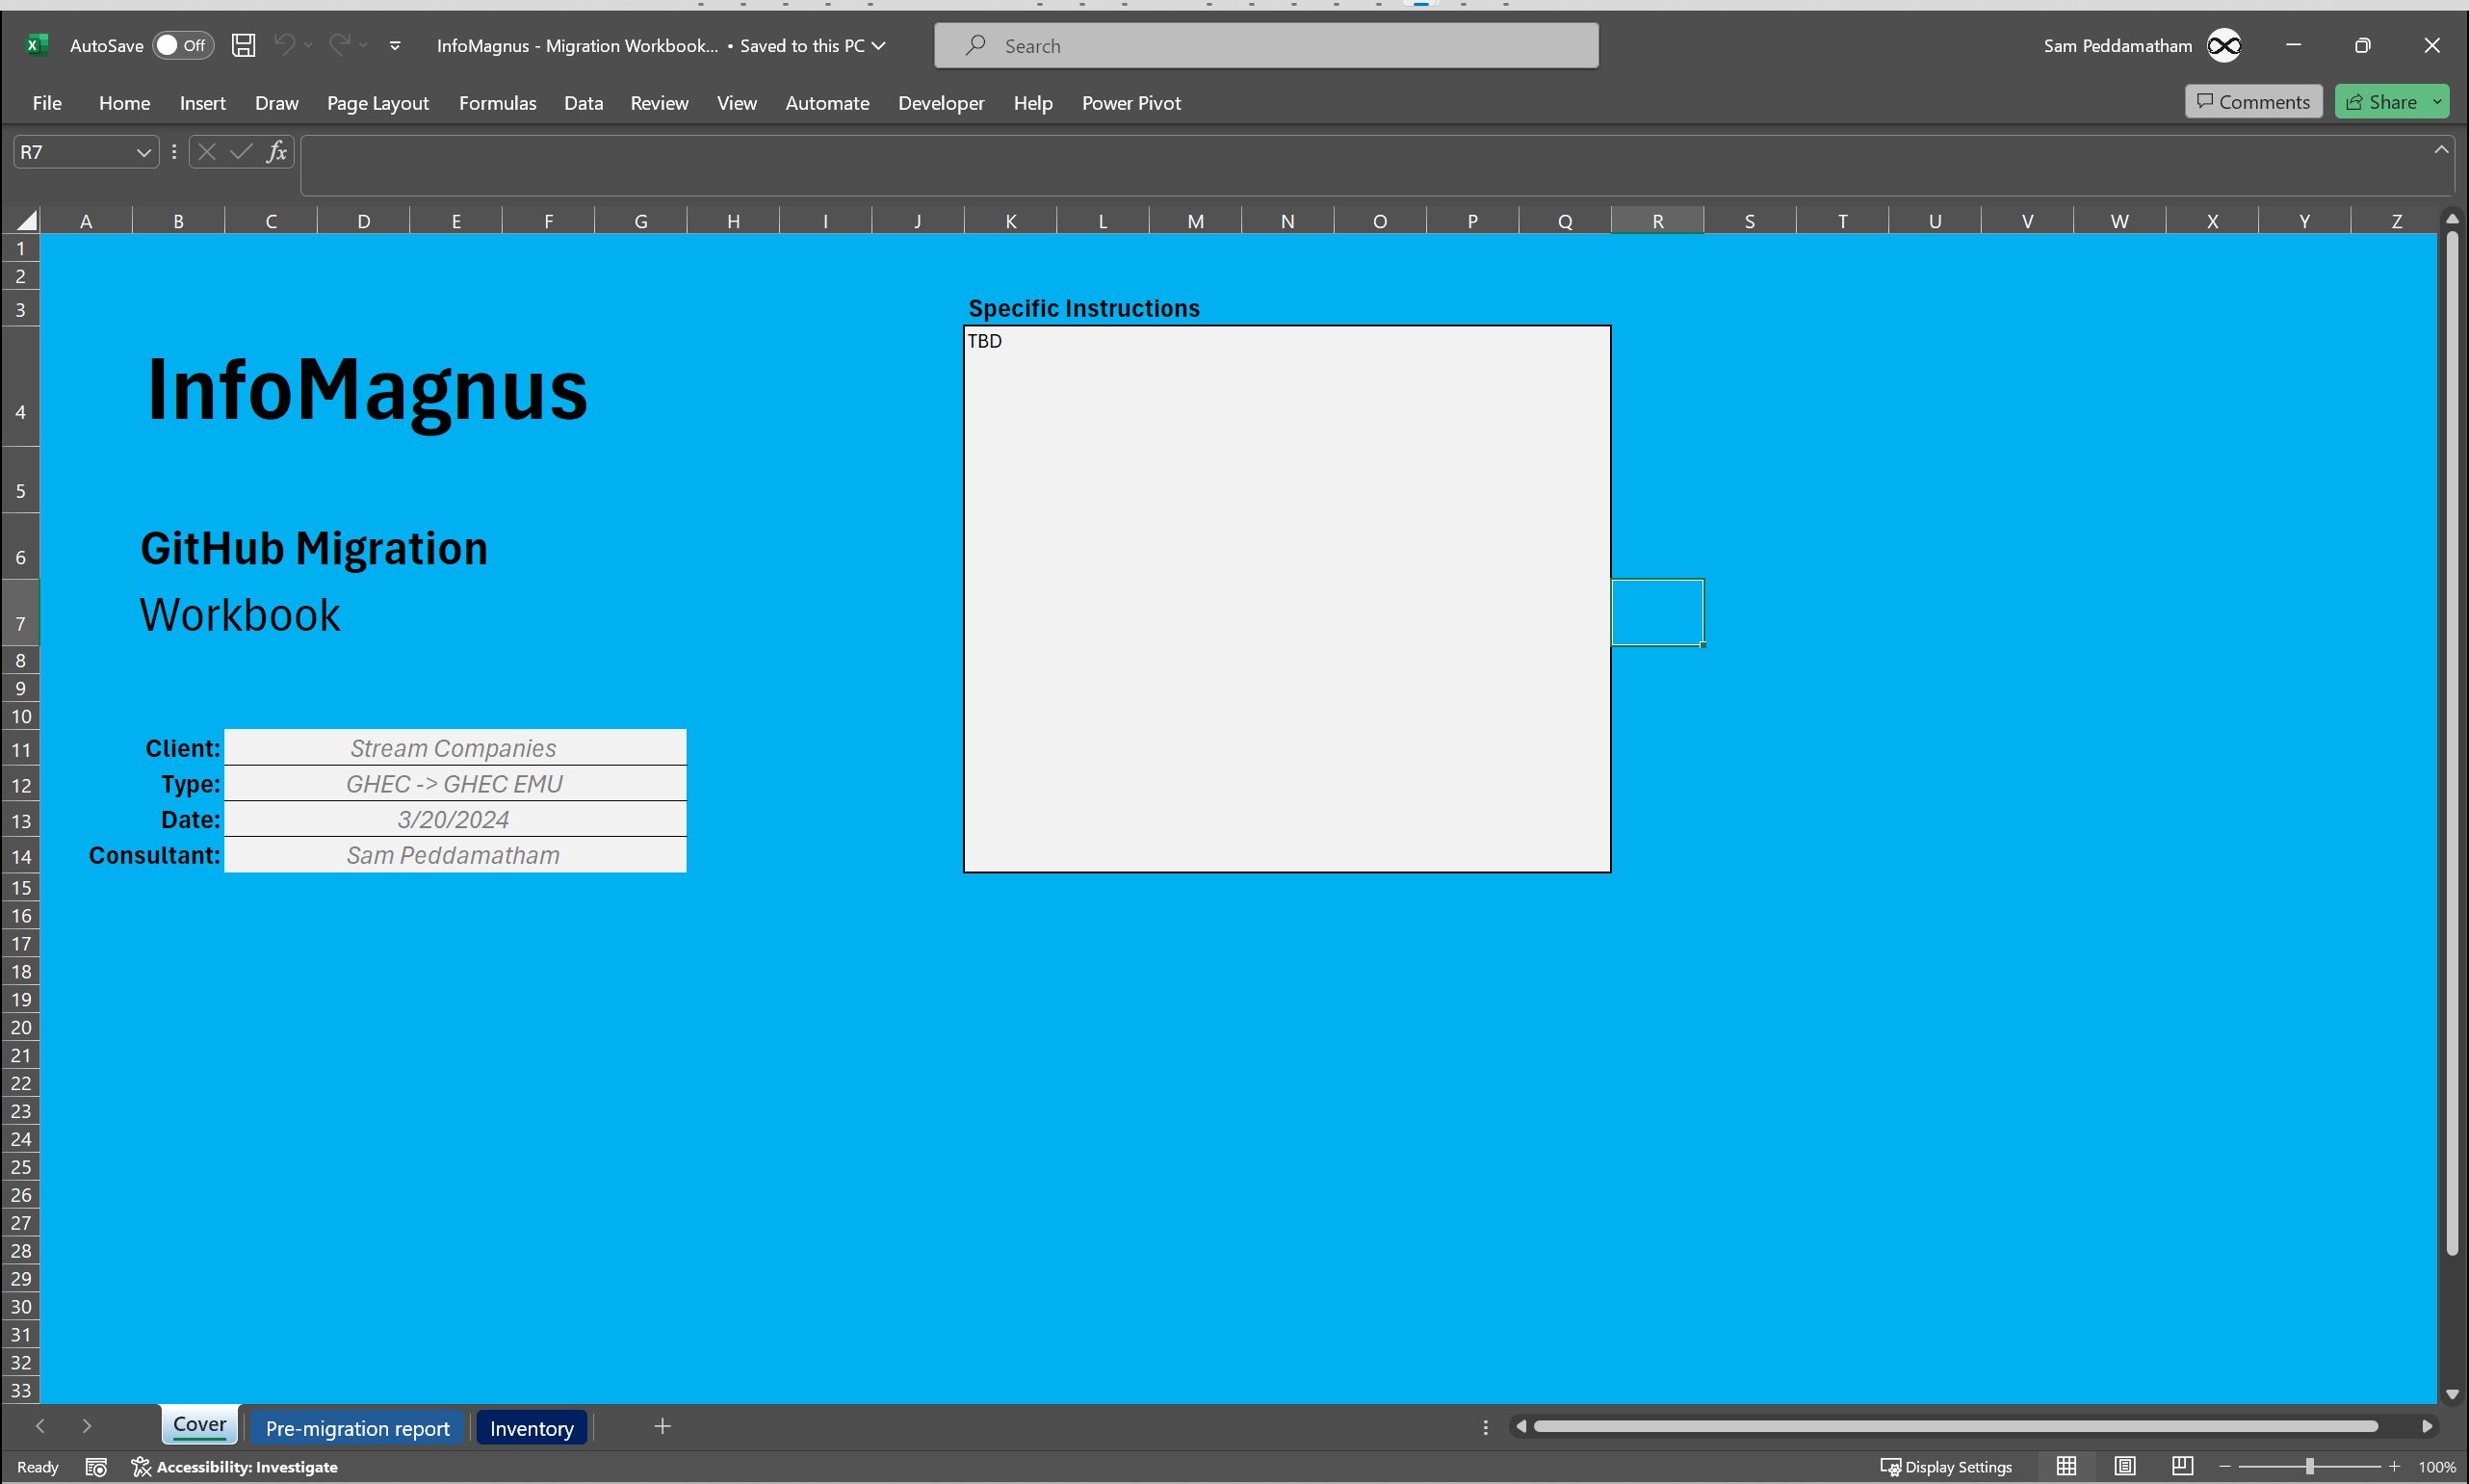 AutoSave Off InfoMagnus - Migration Workbook... • Saved to this PC Search Sam Peddamatham
File Home Insert Draw Page Layout Formulas Data Review View Automate Developer Help Power Pivot Comments Share
R7 fx
A B C D E F G H I J K L M N O P Q R S T U V W X Y Z
1
2
3 Specific Instructions
TBD
4 InfoMagnus
5
6 GitHub Migration
7 Workbook
8
9
10
11 Client: Stream Companies
12 Type: GHEC -> GHEC EMU
13 Date: 3/20/2024
14 Consultant: Sam Peddamatham
15
16
17
18
19
20
21
22
23
24
25
26
27
28
29
30
31
32
33
Cover Pre-migration report Inventory
Ready Accessibility: Investigate Display Settings 100%